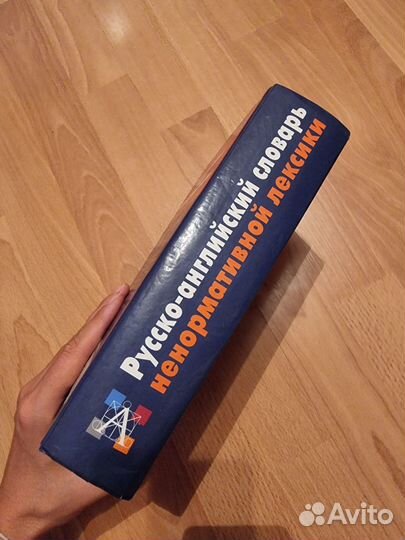 Русско-английский словарь
ненормативной лексики
А
Avito